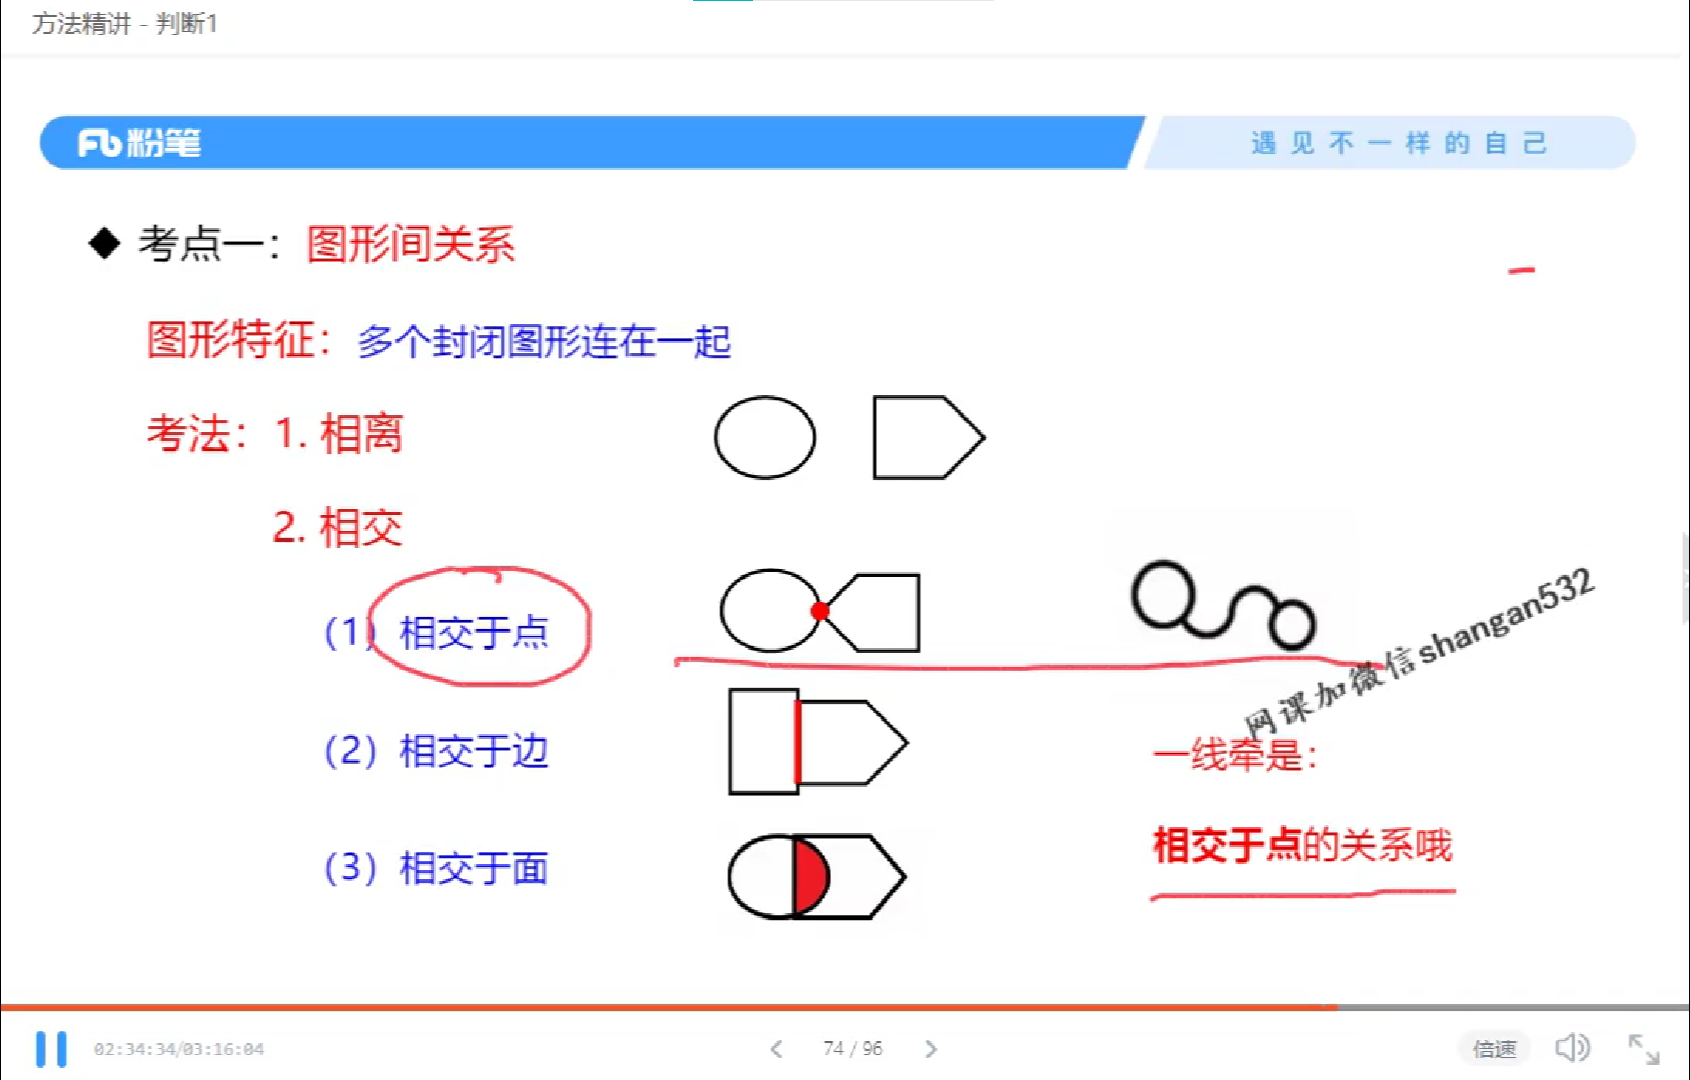 方法精讲 - 判断1
Fb 粉笔
遇见不一样的自己
◆ 考点一：图形间关系
图形特征：多个封闭图形连在一起
考法：1. 相离
2. 相交
（1）相交于点
（2）相交于边
（3）相交于面
网课加微信shangan532
一线牵是：
相交于点的关系哦
02:34:34/03:16:04
74 / 96
倍速